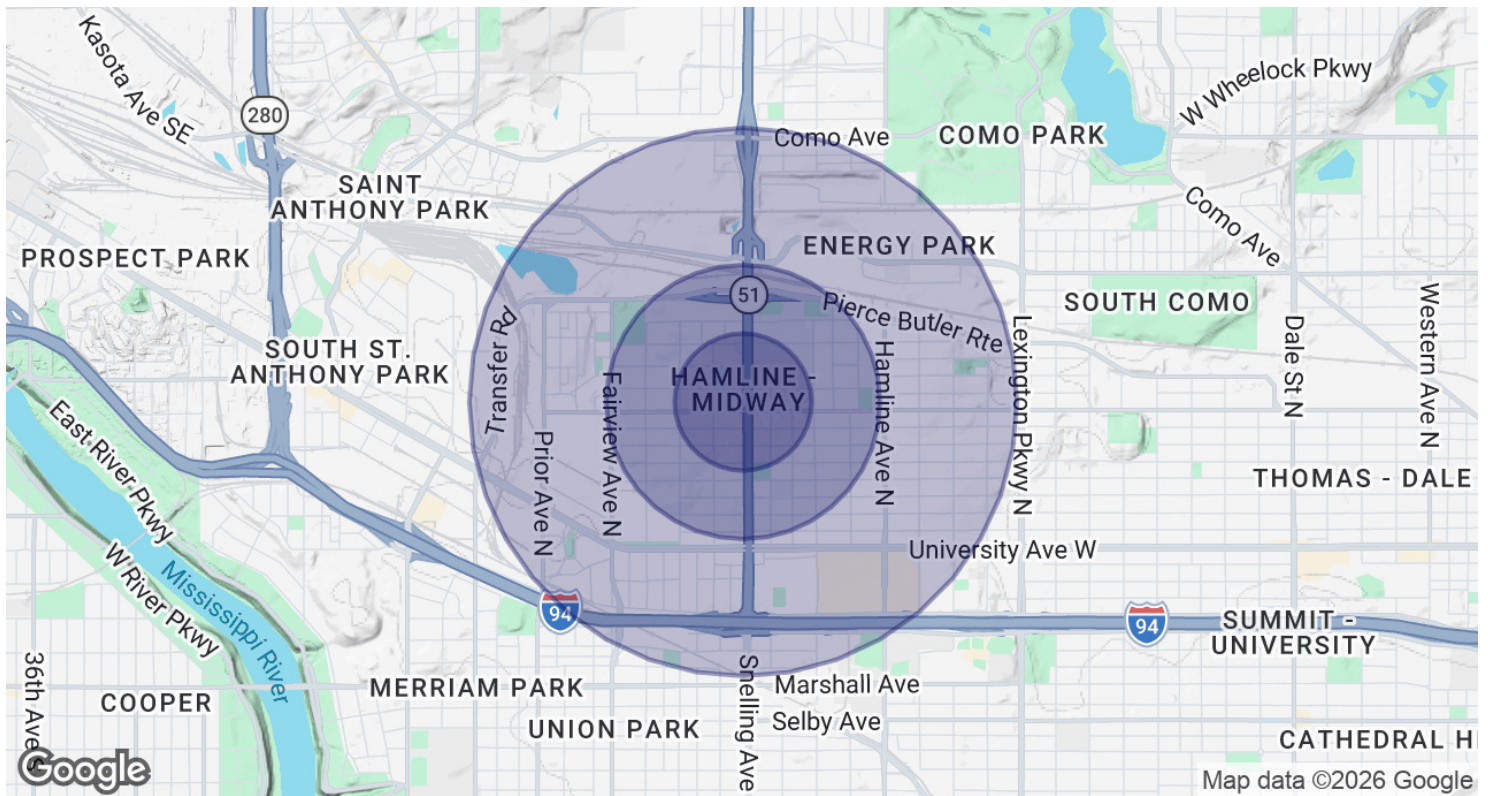 Kasota Ave SE
280
W Wheelock Pkwy
Como Ave
COMO PARK
SAINT
ANTHONY PARK
Como Ave
PROSPECT PARK
ENERGY PARK
51
Pierce Butler Rte
SOUTH COMO
Transfer Rd
Lexington Pkwy N
Dale St N
Western Ave N
SOUTH ST.
ANTHONY PARK
HAMLINE -
MIDWAY
Hamline Ave N
Fairview Ave N
Prior Ave N
East River Pkwy
W River Pkwy
Mississippi River
THOMAS - DALE
University Ave W
94
94
SUMMIT -
UNIVERSITY
36th Ave S
COOPER
MERRIAM PARK
Snelling Ave
Marshall Ave
UNION PARK
Selby Ave
CATHEDRAL H
Google
Map data ©2026 Google